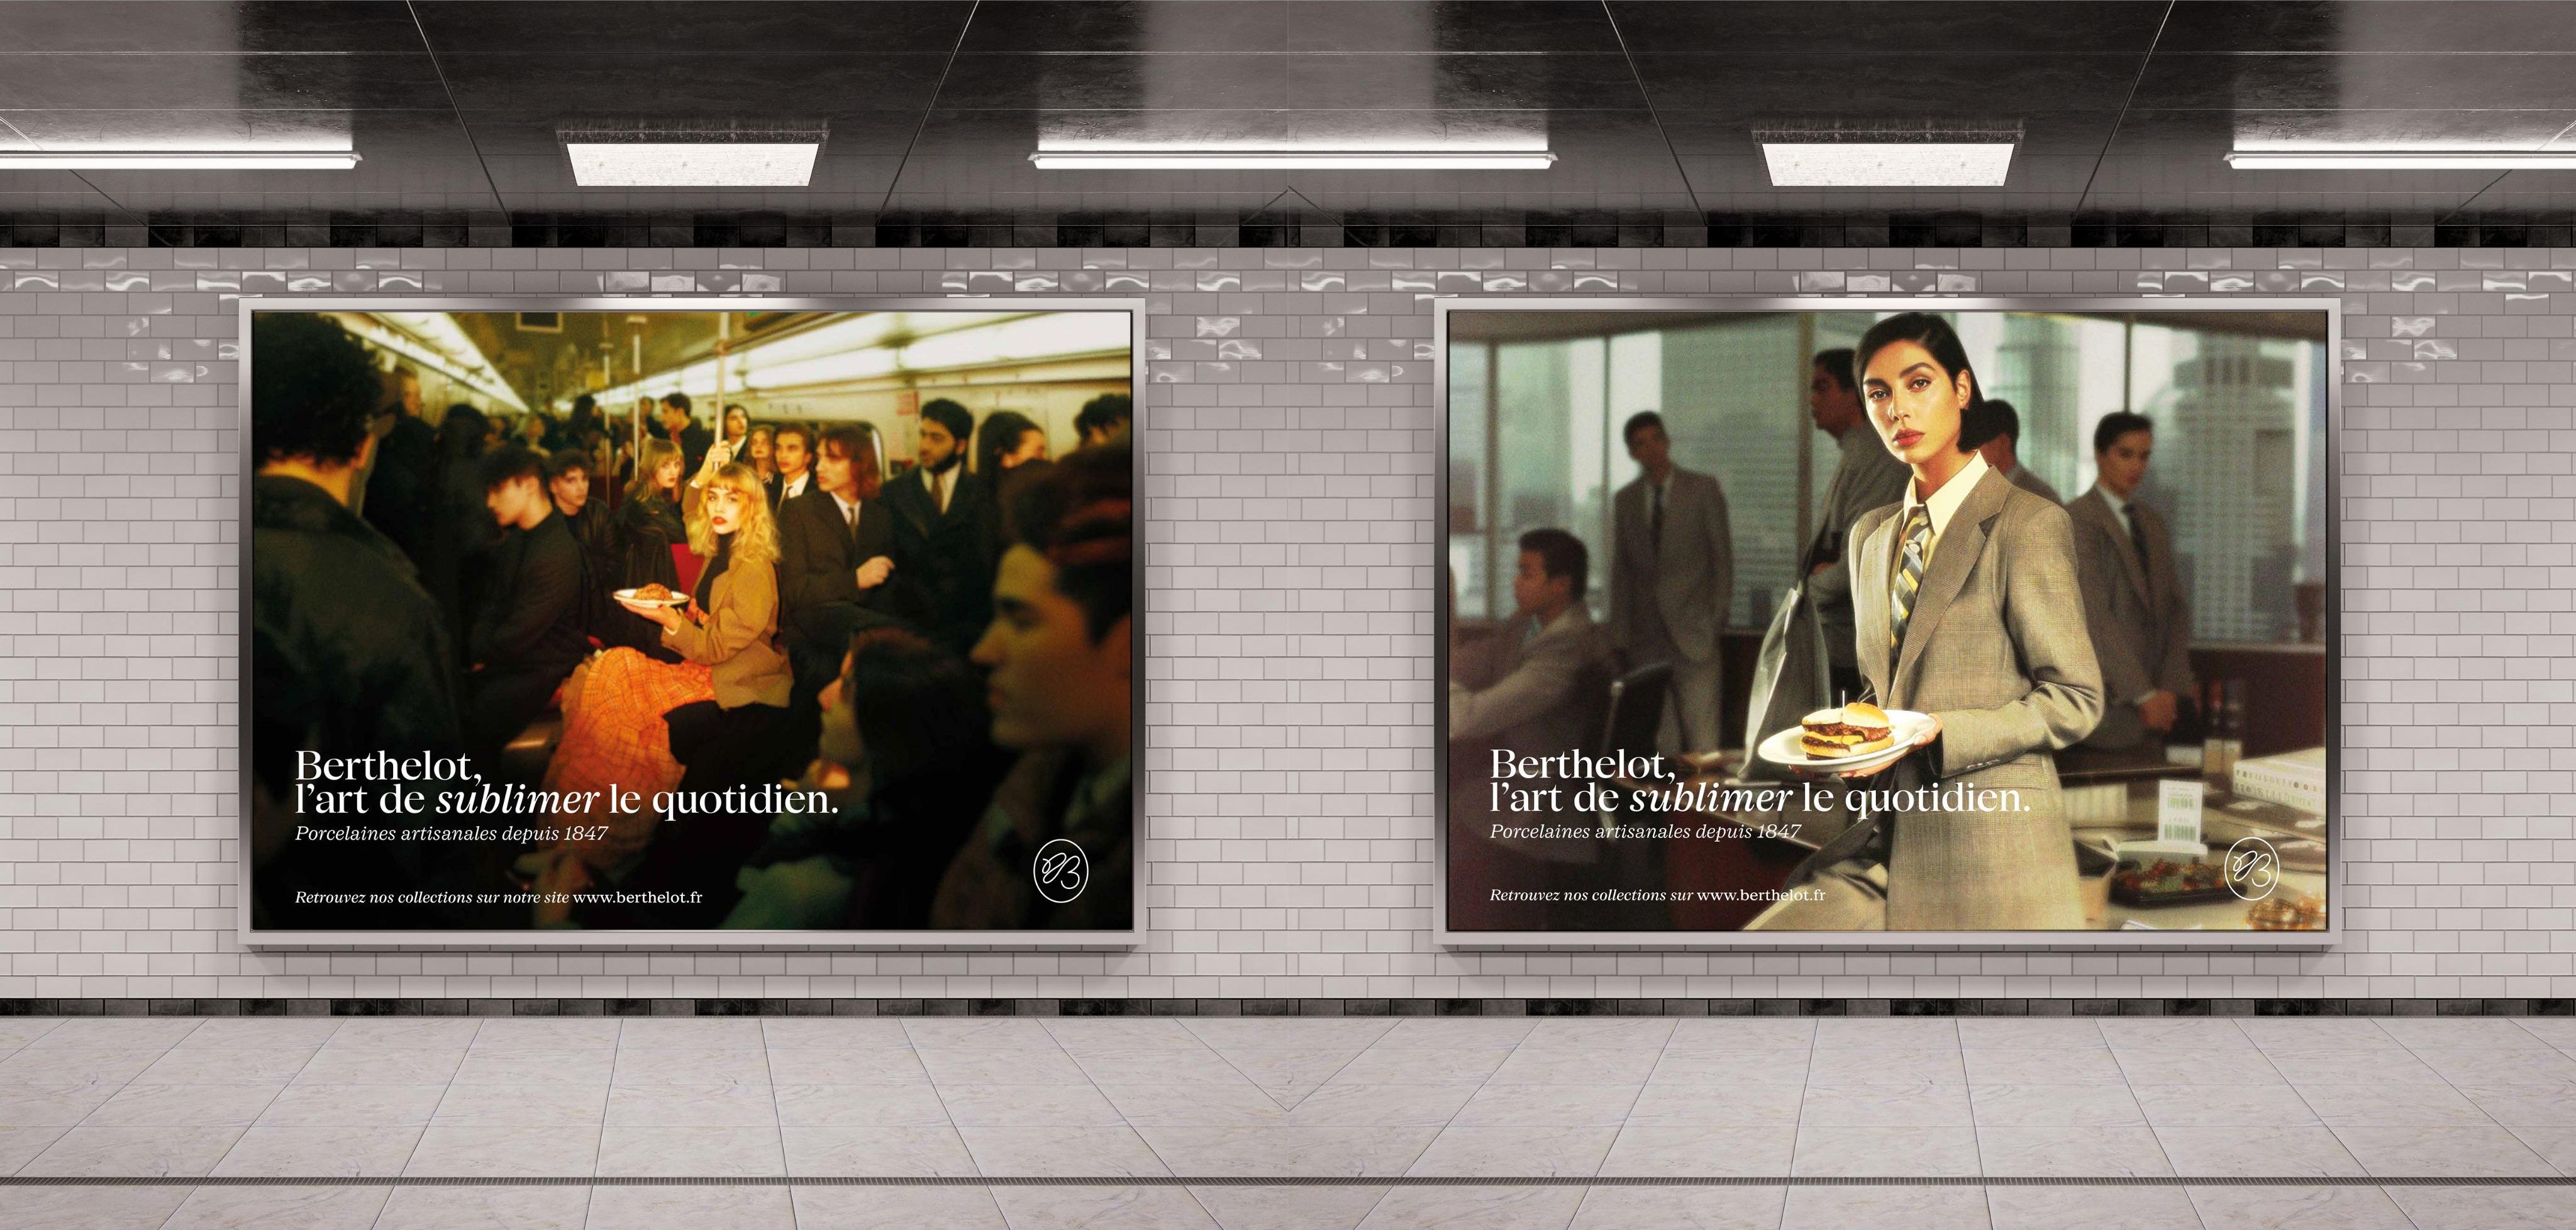 Berthelot,
l'art de sublimer le quotidien.
Porcelaines artisanales depuis 1847
Retrouvez nos collections sur notre site www.berthelot.fr
B
Berthelot,
l'art de sublimer le quotidien.
Porcelaines artisanales depuis 1847
Retrouvez nos collections sur www.berthelot.fr
B